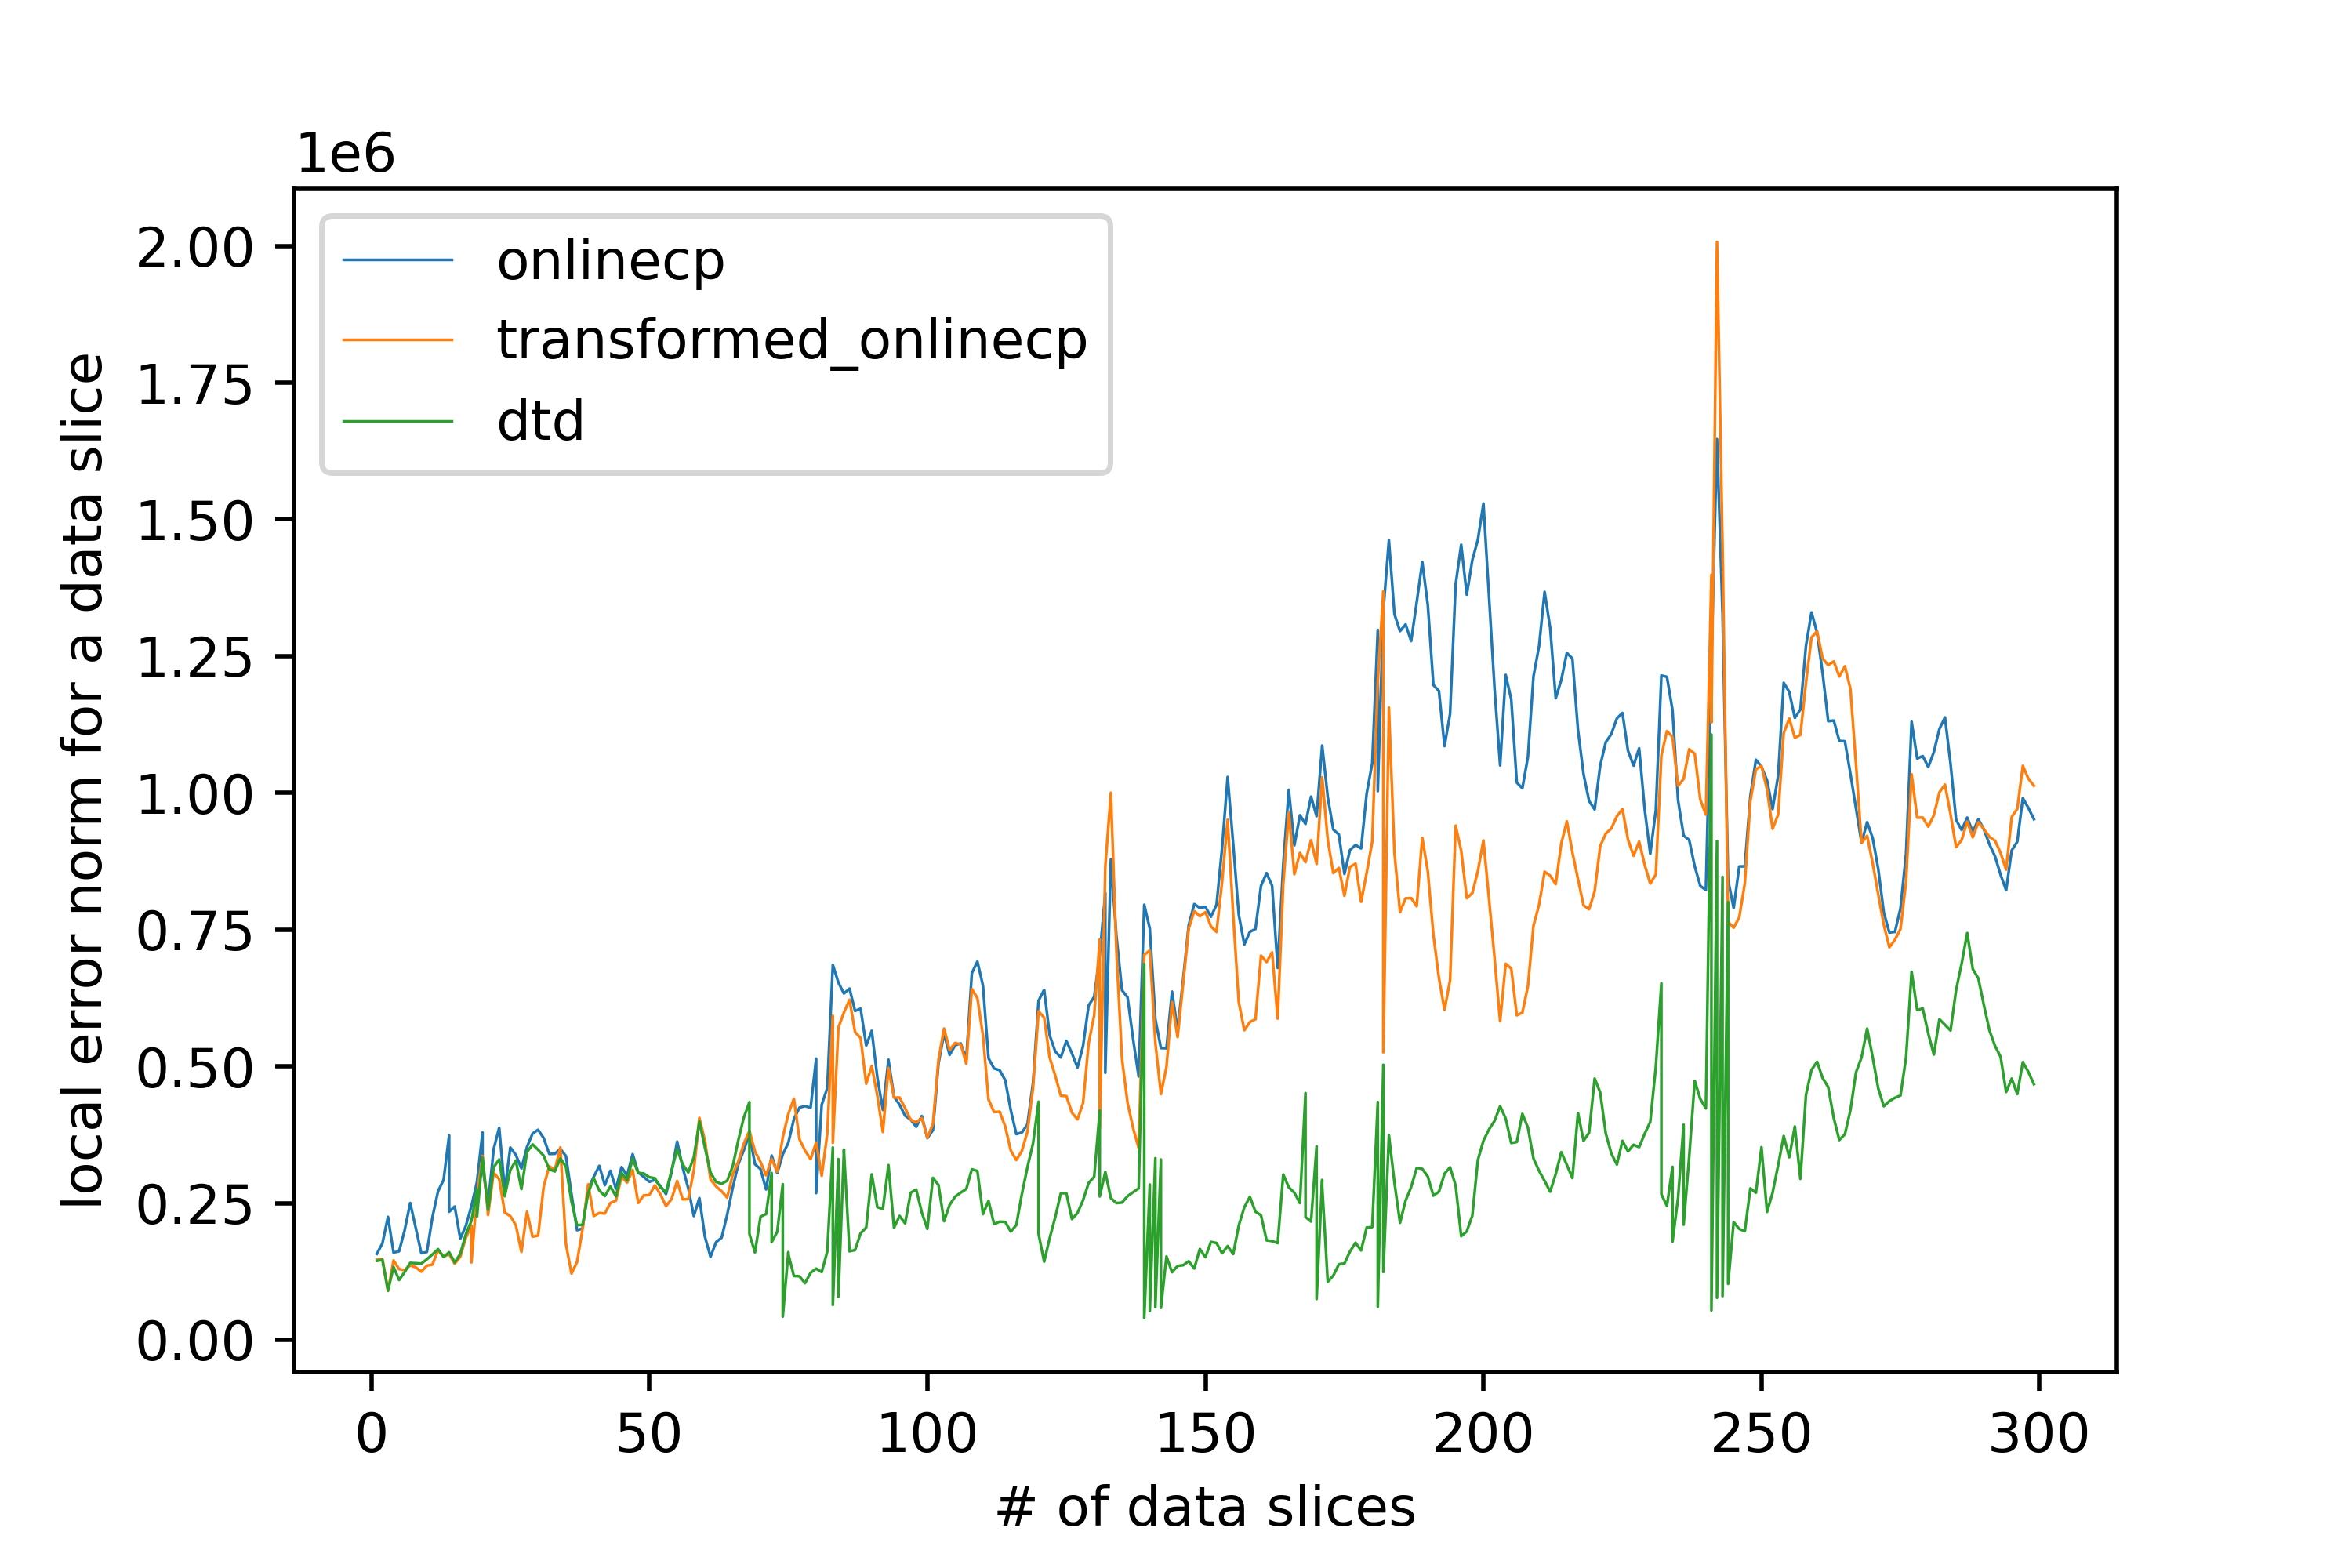 1e6
2.00
1.75
1.50
1.25
1.00
0.75
0.50
0.25
0.00
local error norm for a data slice
onlinecp
transformed_onlinecp
dtd
0 50 100 150 200 250 300
# of data slices